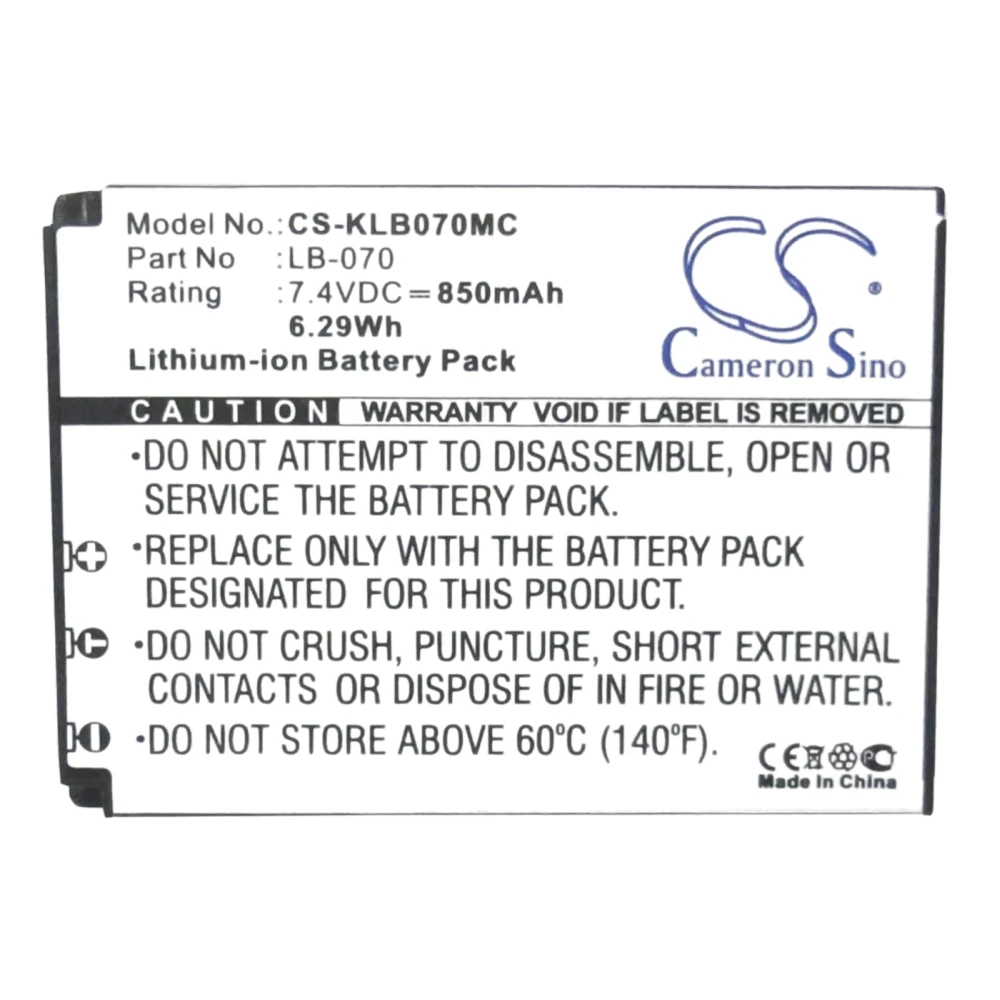 Model No.: CS-KLB070MC
Part No : LB-070
Rating : 7.4VDC = 850mAh
6.29Wh
Lithium-ion Battery Pack
CS ®
Cameron Sino
CAUTION WARRANTY VOID IF LABEL IS REMOVED
•DO NOT ATTEMPT TO DISASSEMBLE, OPEN OR
SERVICE THE BATTERY PACK.
•REPLACE ONLY WITH THE BATTERY PACK
DESIGNATED FOR THIS PRODUCT.
•DO NOT CRUSH, PUNCTURE, SHORT EXTERNAL
CONTACTS OR DISPOSE OF IN FIRE OR WATER.
•DO NOT STORE ABOVE 60°C (140°F).
CE
Made In China